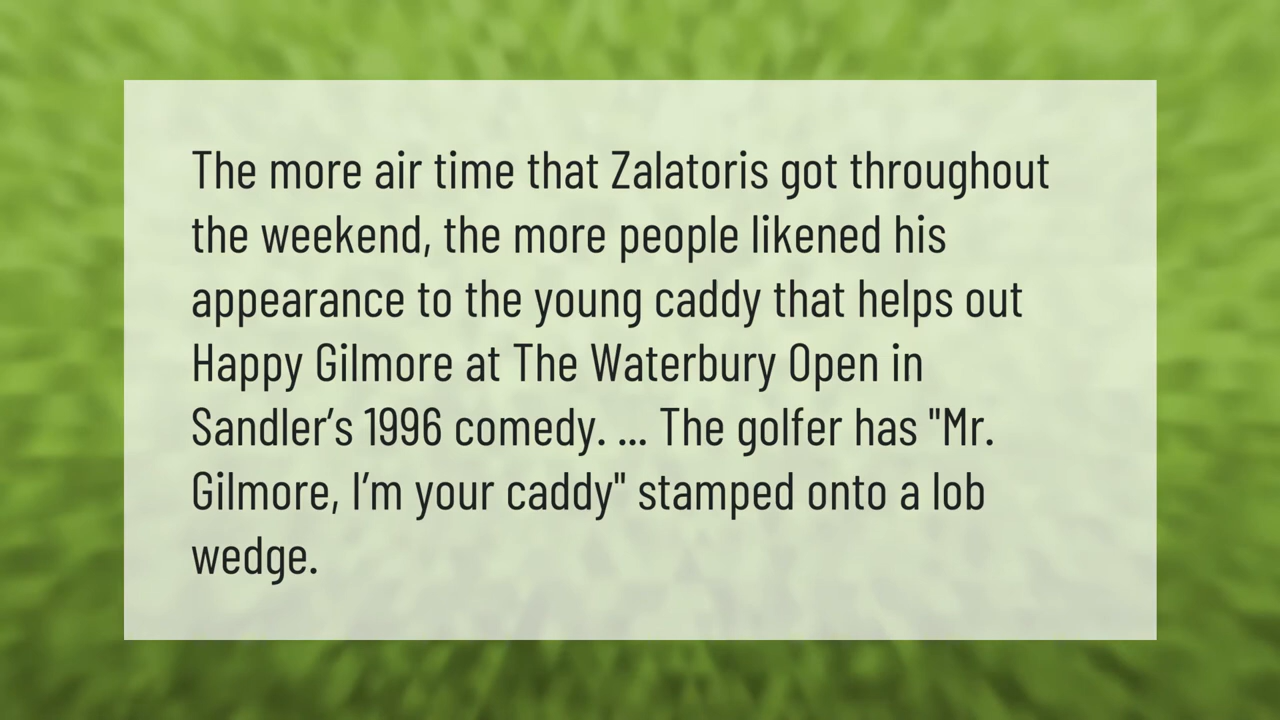 The more air time that Zalatoris got throughout
the weekend, the more people likened his
appearance to the young caddy that helps out
Happy Gilmore at The Waterbury Open in
Sandler’s 1996 comedy. ... The golfer has "Mr.
Gilmore, I’m your caddy" stamped onto a lob
wedge.